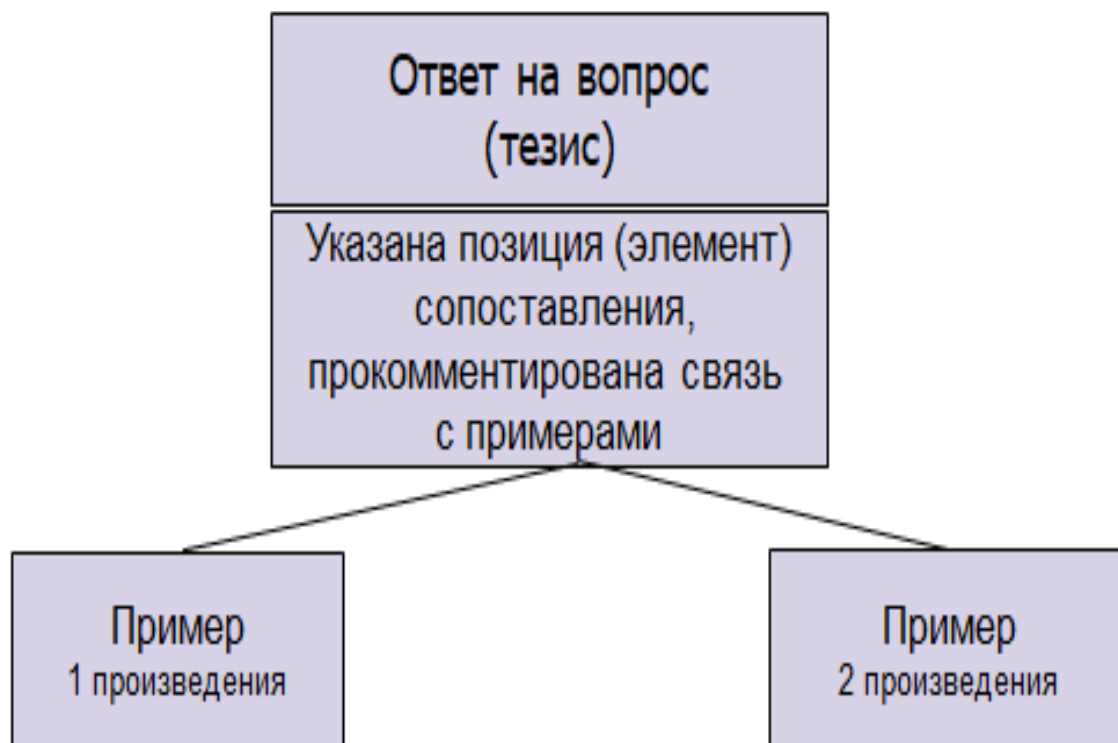 Ответ на вопрос
(тезис)
Указана позиция (элемент)
сопоставления,
прокомментирована связь
с примерами
Пример
1 произведения
Пример
2 произведения